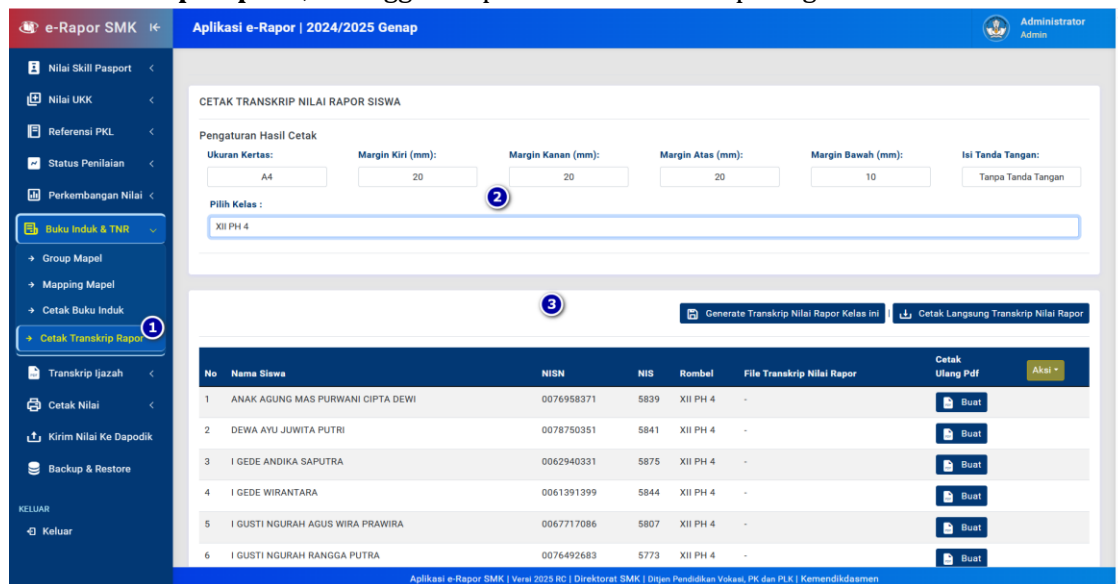 e-Rapor SMK
Aplikasi e-Rapor | 2024/2025 Genap
Administrator
Admin
Nilai Skill Pasport
Nilai UKK
Referensi PKL
Status Penilaian
Perkembangan Nilai
Buku Induk & TNR
Group Mapel
Mapping Mapel
Cetak Buku Induk
Cetak Transkrip Rapor
1
Transkrip Ijazah
Cetak Nilai
Kirim Nilai Ke Dapodik
Backup & Restore
KELUAR
Keluar
CETAK TRANSKRIP NILAI RAPOR SISWA
Pengaturan Hasil Cetak
Ukuran Kertas: Margin Kiri (mm): Margin Kanan (mm): Margin Atas (mm): Margin Bawah (mm): Isi Tanda Tangan:
A4 20 20 20 10 Tanpa Tanda Tangan
2
Pilih Kelas :
XII PH 4
3
Generate Transkrip Nilai Rapor Kelas ini | Cetak Langsung Transkrip Nilai Rapor
No Nama Siswa NISN NIS Rombel File Transkrip Nilai Rapor Cetak Ulang Pdf Aksi
1 ANAK AGUNG MAS PURWANI CIPTA DEWI 0076958371 5839 XII PH 4 - Buat
2 DEWA AYU JUWITA PUTRI 0078750351 5841 XII PH 4 - Buat
3 I GEDE ANDIKA SAPUTRA 0062940331 5875 XII PH 4 - Buat
4 I GEDE WIRANTARA 0061391399 5844 XII PH 4 - Buat
5 I GUSTI NGURAH AGUS WIRA PRAWIRA 0067717086 5807 XII PH 4 - Buat
6 I GUSTI NGURAH RANGGA PUTRA 0076492683 5773 XII PH 4 - Buat
Aplikasi e-Rapor SMK | Versi 2025 RC | Direktorat SMK | Ditjen Pendidikan Vokasi, PK dan PLK | Kemendikdasmen